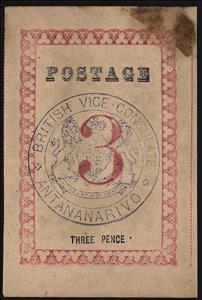 POSTAGE
BRITISH VICE-CONSULATE
3
ANTANANARIVO
THREE PENCE